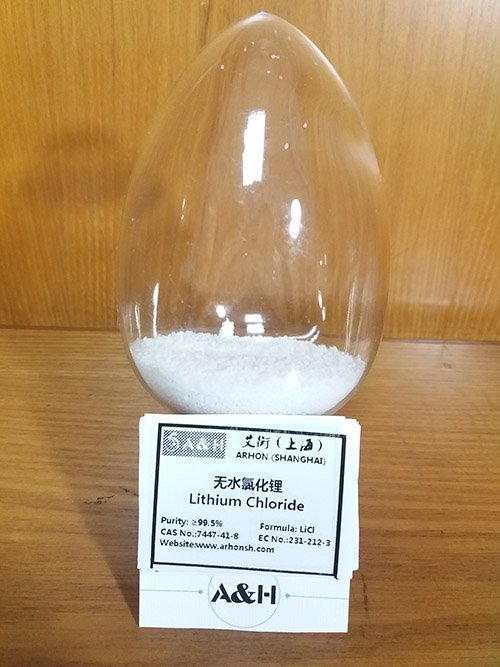 A&H 艾衍（上海）
ARHON (SHANGHAI)
无水氯化锂
Lithium Chloride
Purity: ≥99.5% Formula: LiCl
CAS No.:7447-41-8 EC No.:231-212-3
Website:www.arhonsh.com
A&H